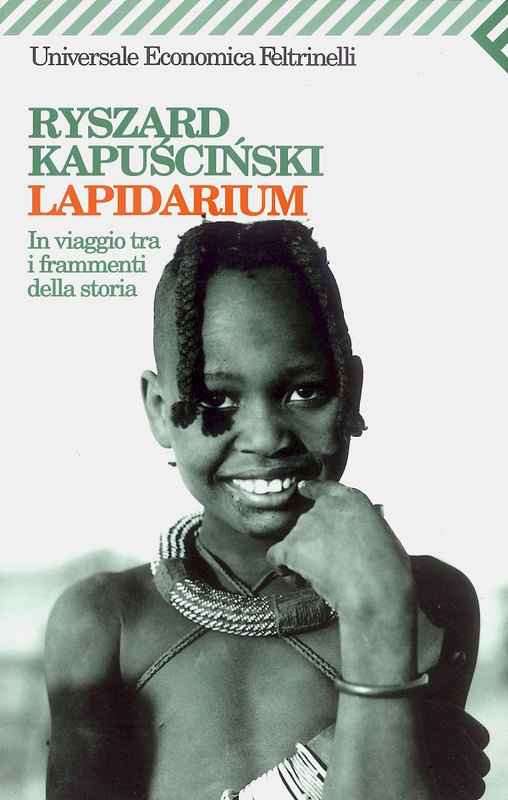 Universale Economica Feltrinelli
RYSZARD
KAPUŚCIŃSKI
LAPIDARIUM
In viaggio tra
i frammenti
della storia